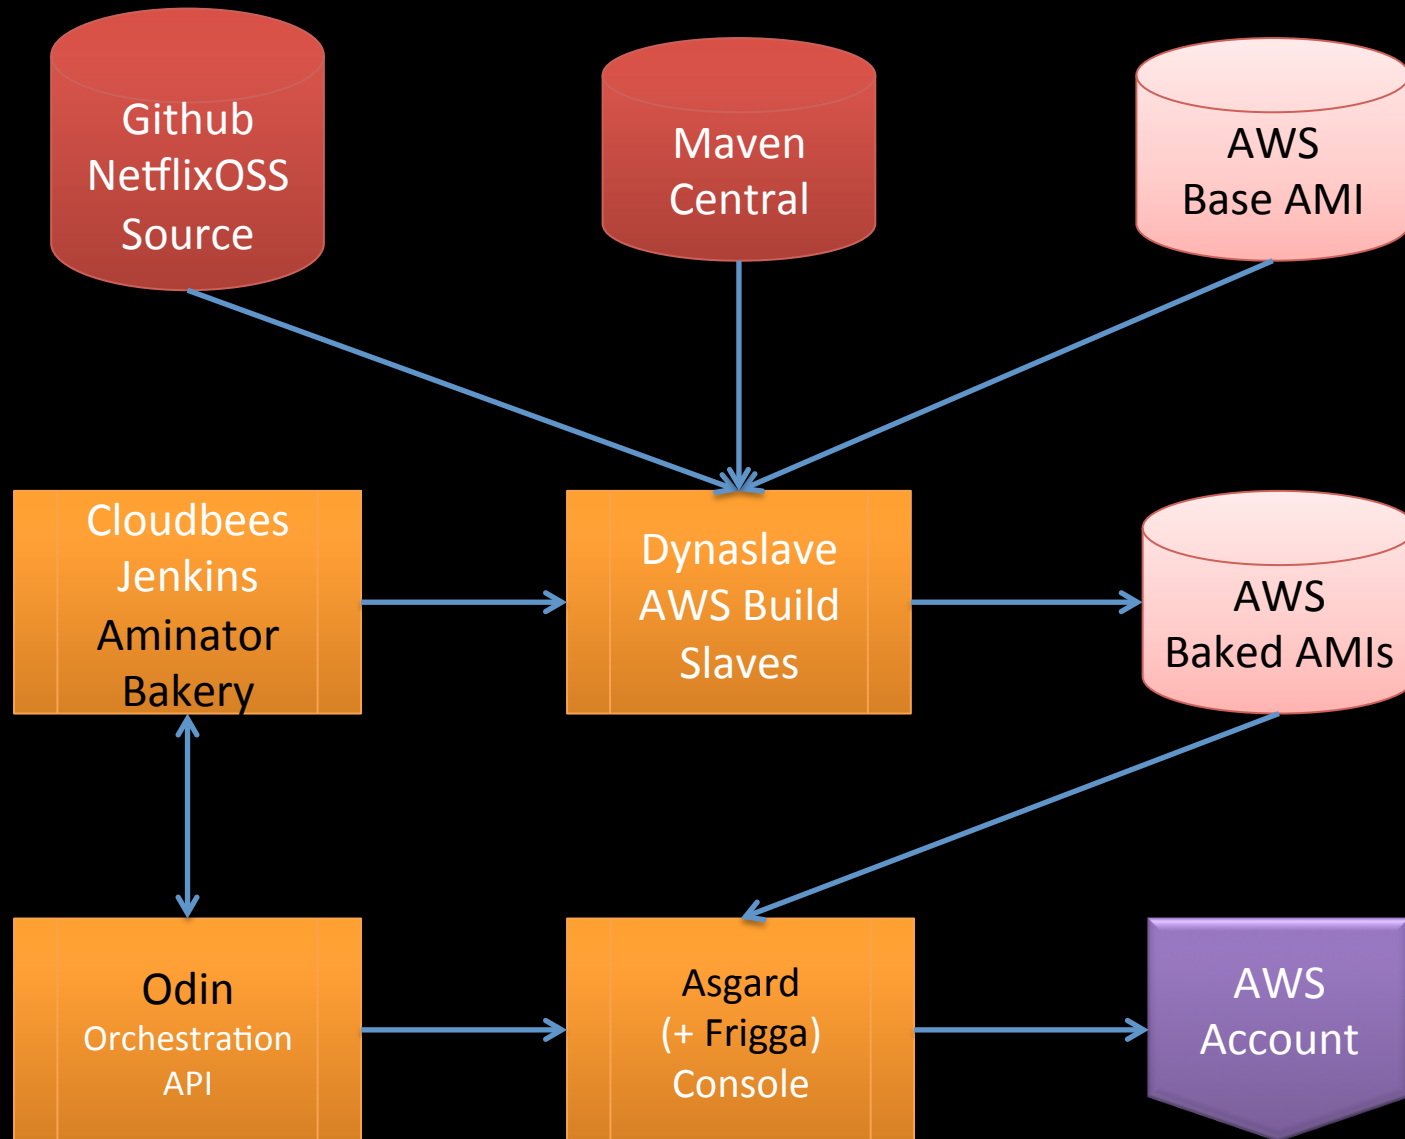 Github
NetflixOSS
Source
Maven
Central
AWS
Base AMI
Cloudbees
Jenkins
Aminator
Bakery
Dynaslave
AWS Build
Slaves
AWS
Baked AMIs
Odin
Orchestration
API
Asgard
(+ Frigga)
Console
AWS
Account